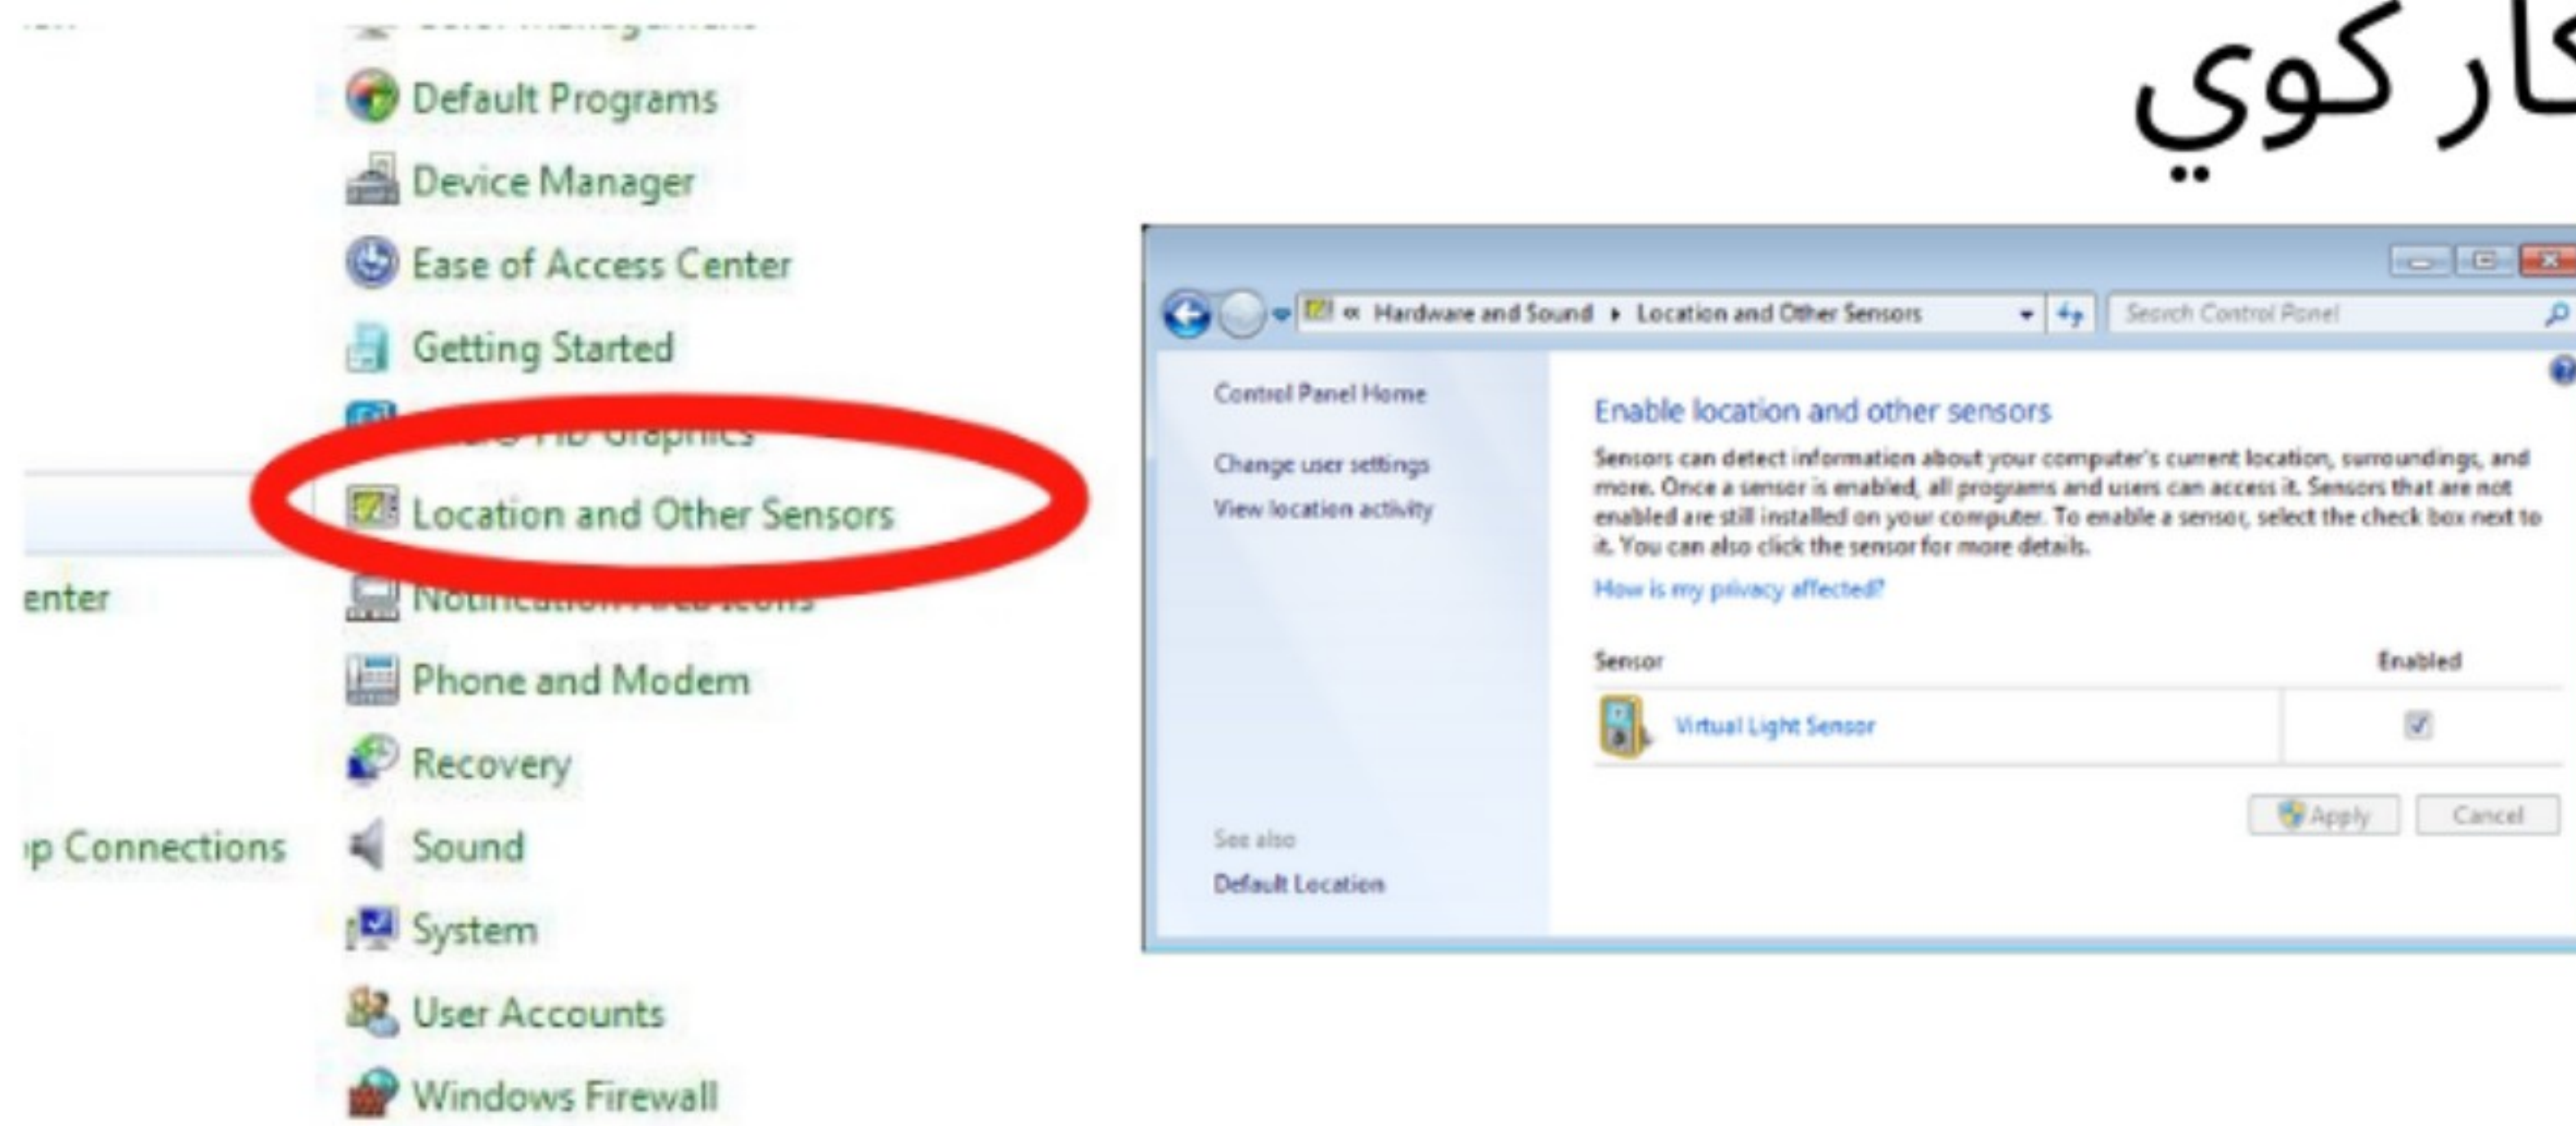 كار كوي
Default Programs
Device Manager
Ease of Access Center
Getting Started
HD Graphics
Location and Other Sensors
enter
Notification Area Icons
Phone and Modem
Recovery
p Connections
Sound
System
User Accounts
Windows Firewall
« Hardware and Sound ▸ Location and Other Sensors
Search Control Panel
Control Panel Home
Change user settings
View location activity
See also
Default Location
Enable location and other sensors
Sensors can detect information about your computer's current location, surroundings, and
more. Once a sensor is enabled, all programs and users can access it. Sensors that are not
enabled are still installed on your computer. To enable a sensor, select the check box next to
it. You can also click the sensor for more details.
How is my privacy affected?
Sensor Enabled
Virtual Light Sensor
Apply Cancel